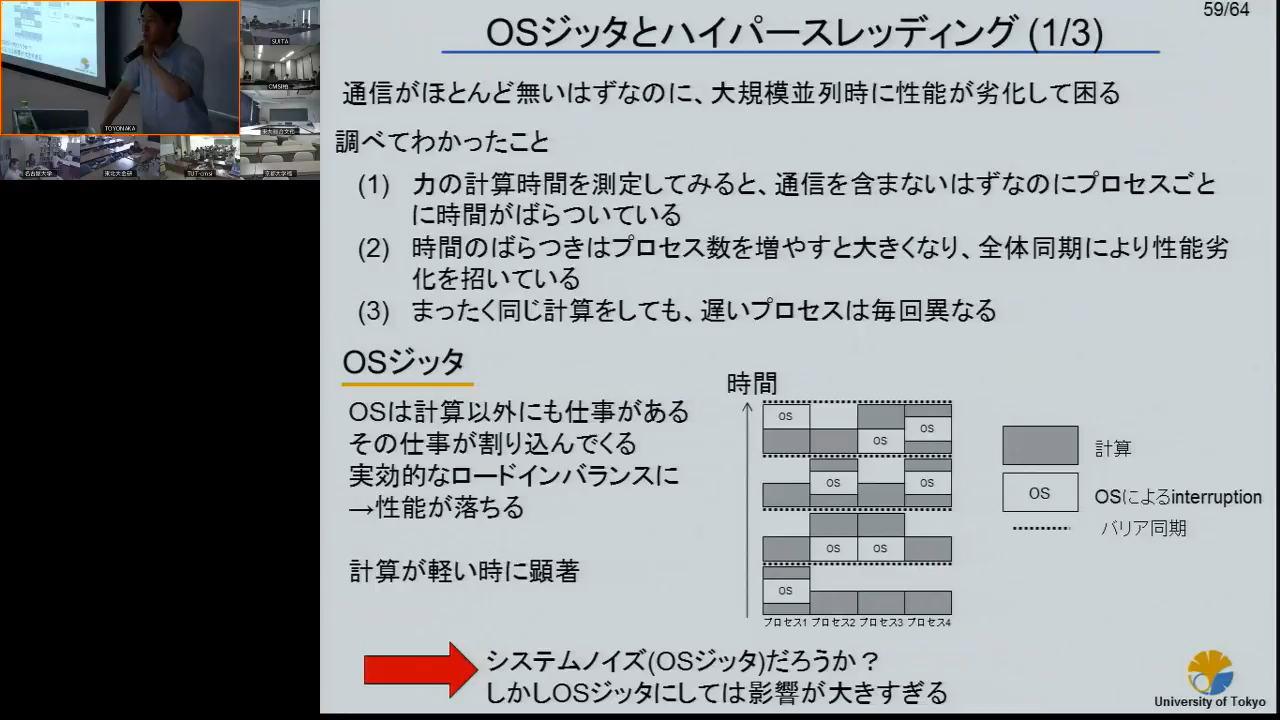 59/64
OSジッタとハイパースレッディング (1/3)
通信がほとんど無いはずなのに、大規模並列時に性能が劣化して困る
調べてわかったこと
(1) 力の計算時間を測定してみると、通信を含まないはずなのにプロセスごと
に時間がばらついている
(2) 時間のばらつきはプロセス数を増やすと大きくなり、全体同期により性能劣
化を招いている
(3) まったく同じ計算をしても、遅いプロセスは毎回異なる
OSジッタ
OSは計算以外にも仕事がある
その仕事が割り込んでくる
実効的なロードインバランスに
→性能が落ちる
計算が軽い時に顕著
時間
OS
OS
OS
OS
OS
OS
OS
OS
プロセス1 プロセス2 プロセス3 プロセス4
計算
OS
OSによるinterruption
バリア同期
システムノイズ(OSジッタ)だろうか？
しかしOSジッタにしては影響が大きすぎる
University of Tokyo
TOYONAKA
SUITA
名古屋大学
TUT-cmsi